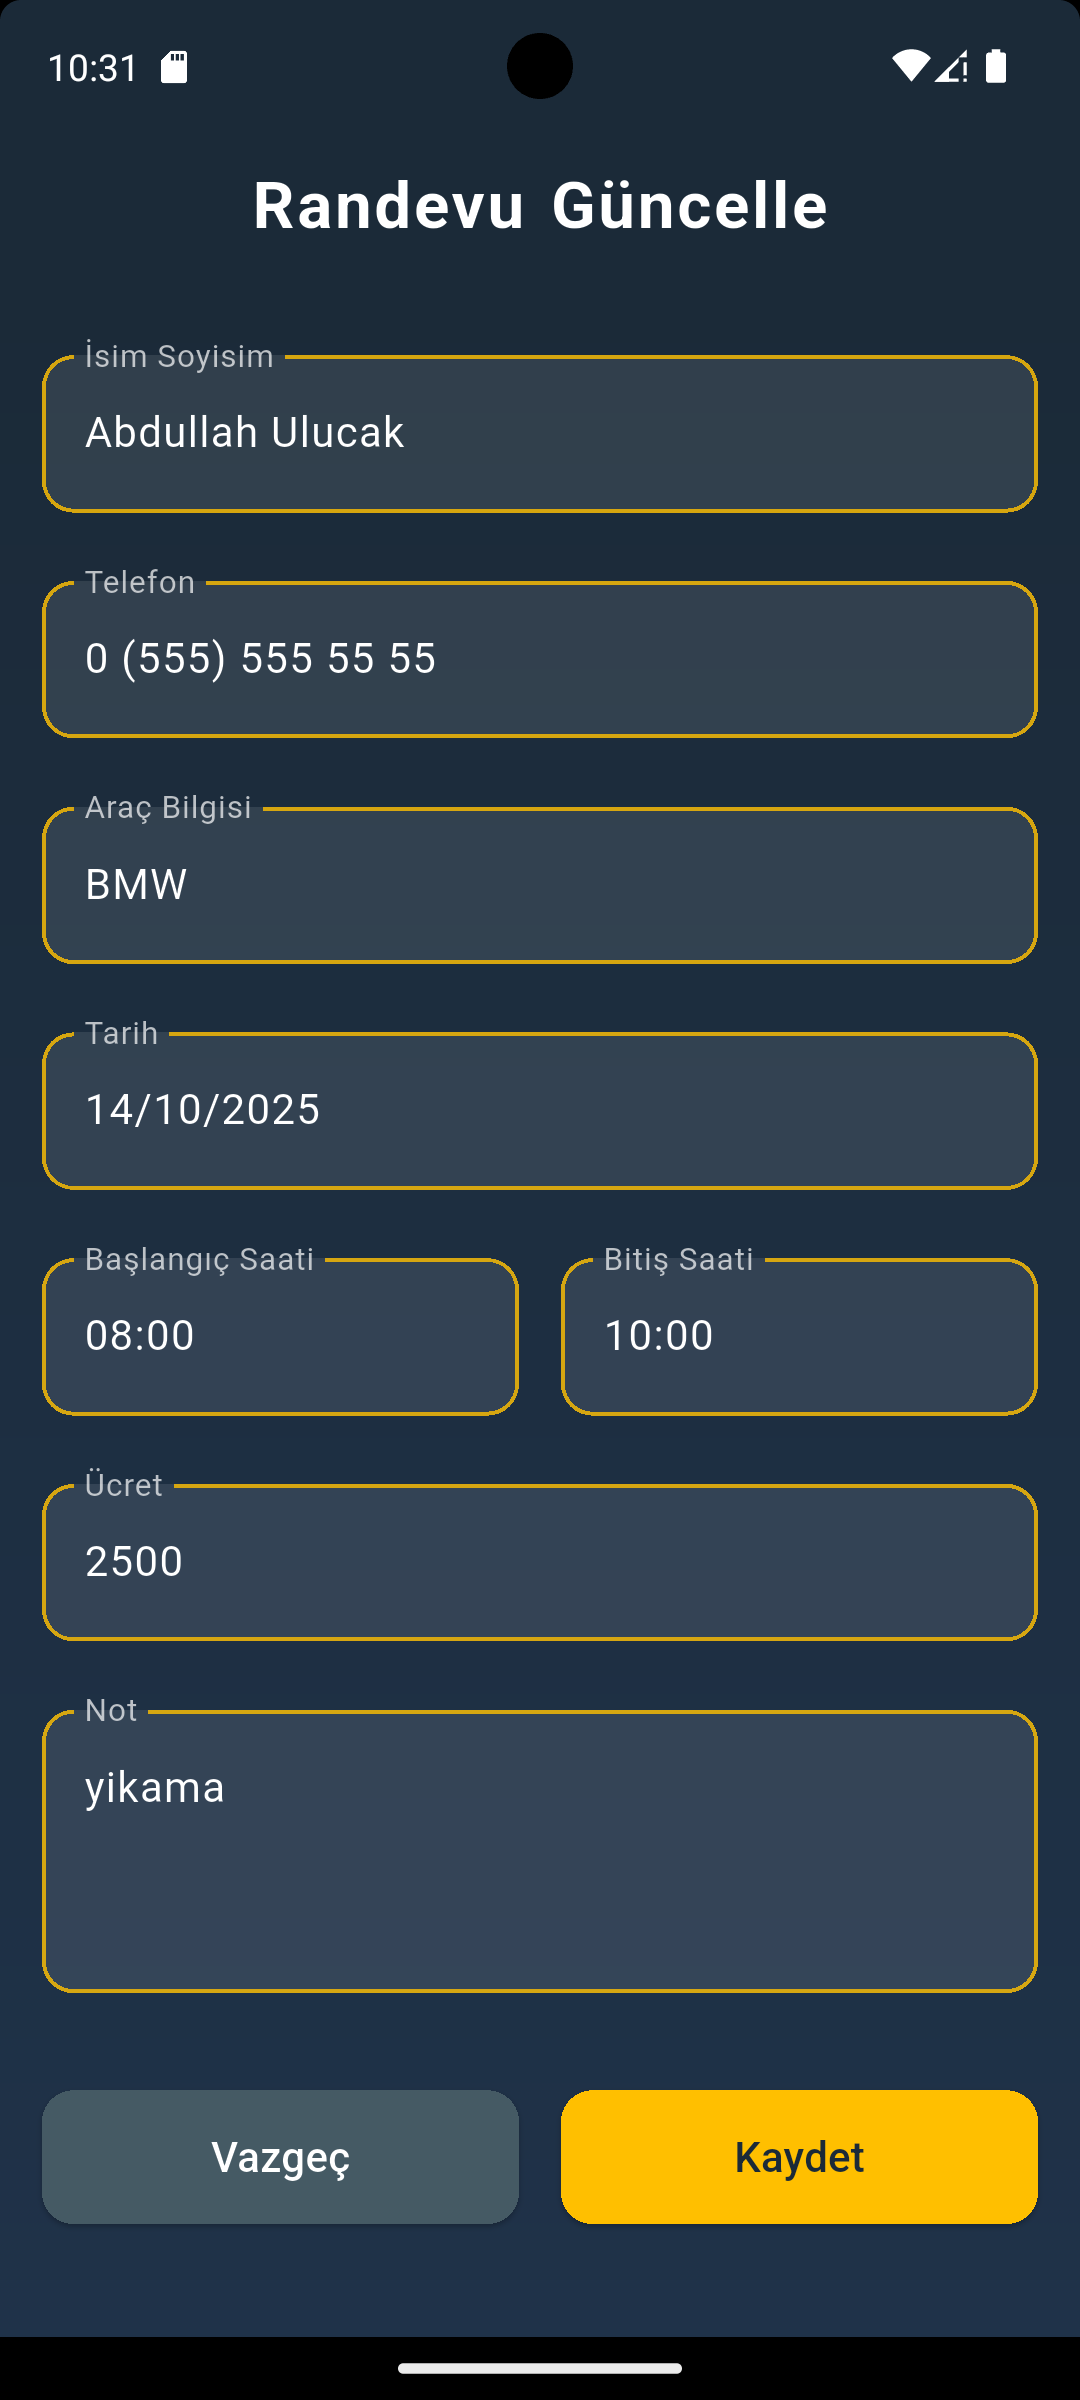 10:31
Randevu Güncelle
İsim Soyisim
Abdullah Ulucak
Telefon
0 (555) 555 55 55
Araç Bilgisi
BMW
Tarih
14/10/2025
Başlangıç Saati
08:00
Bitiş Saati
10:00
Ücret
2500
Not
yikama
Vazgeç
Kaydet